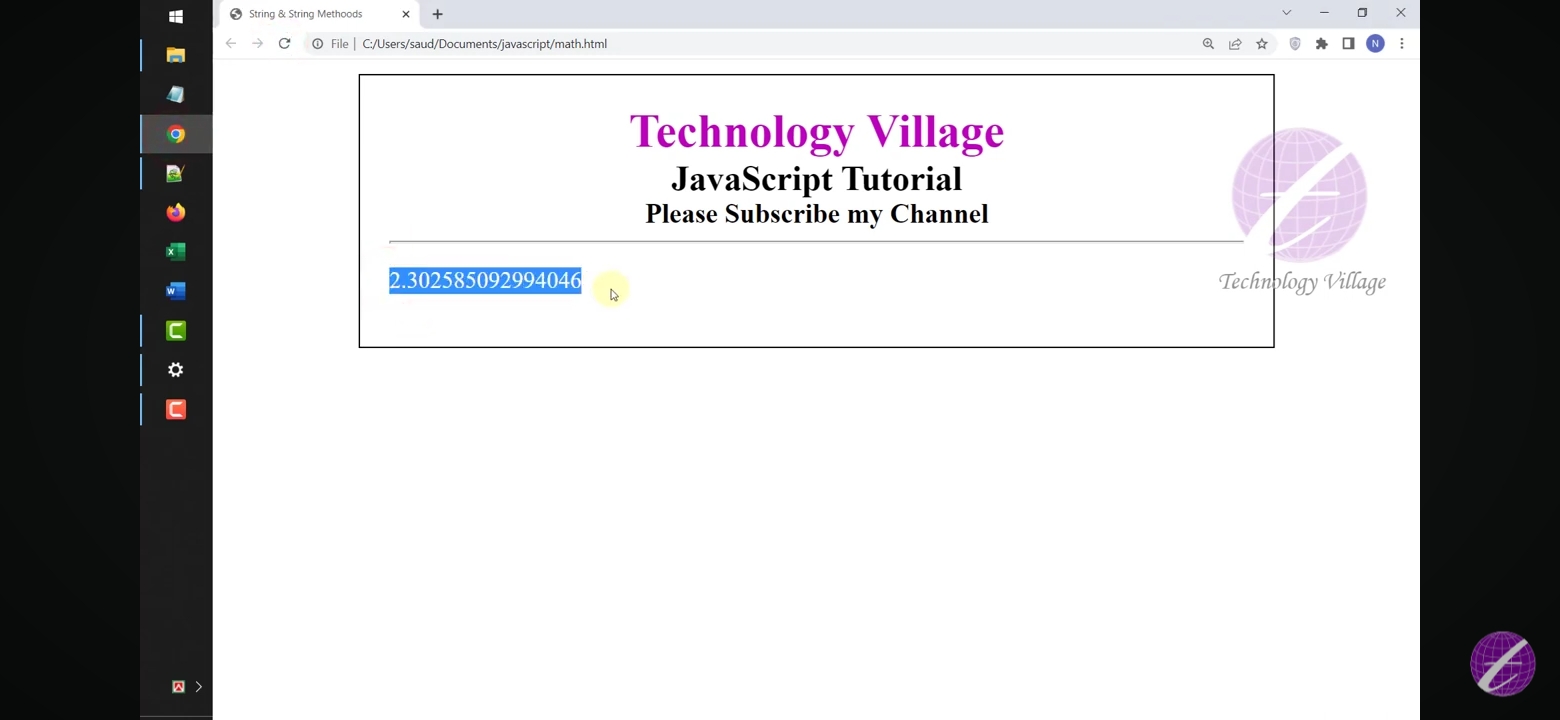 String & String Methoods
File
C:/Users/saud/Documents/javascript/math.html
N
Technology Village
JavaScript Tutorial
Please Subscribe my Channel
2.302585092994046
Technology Village